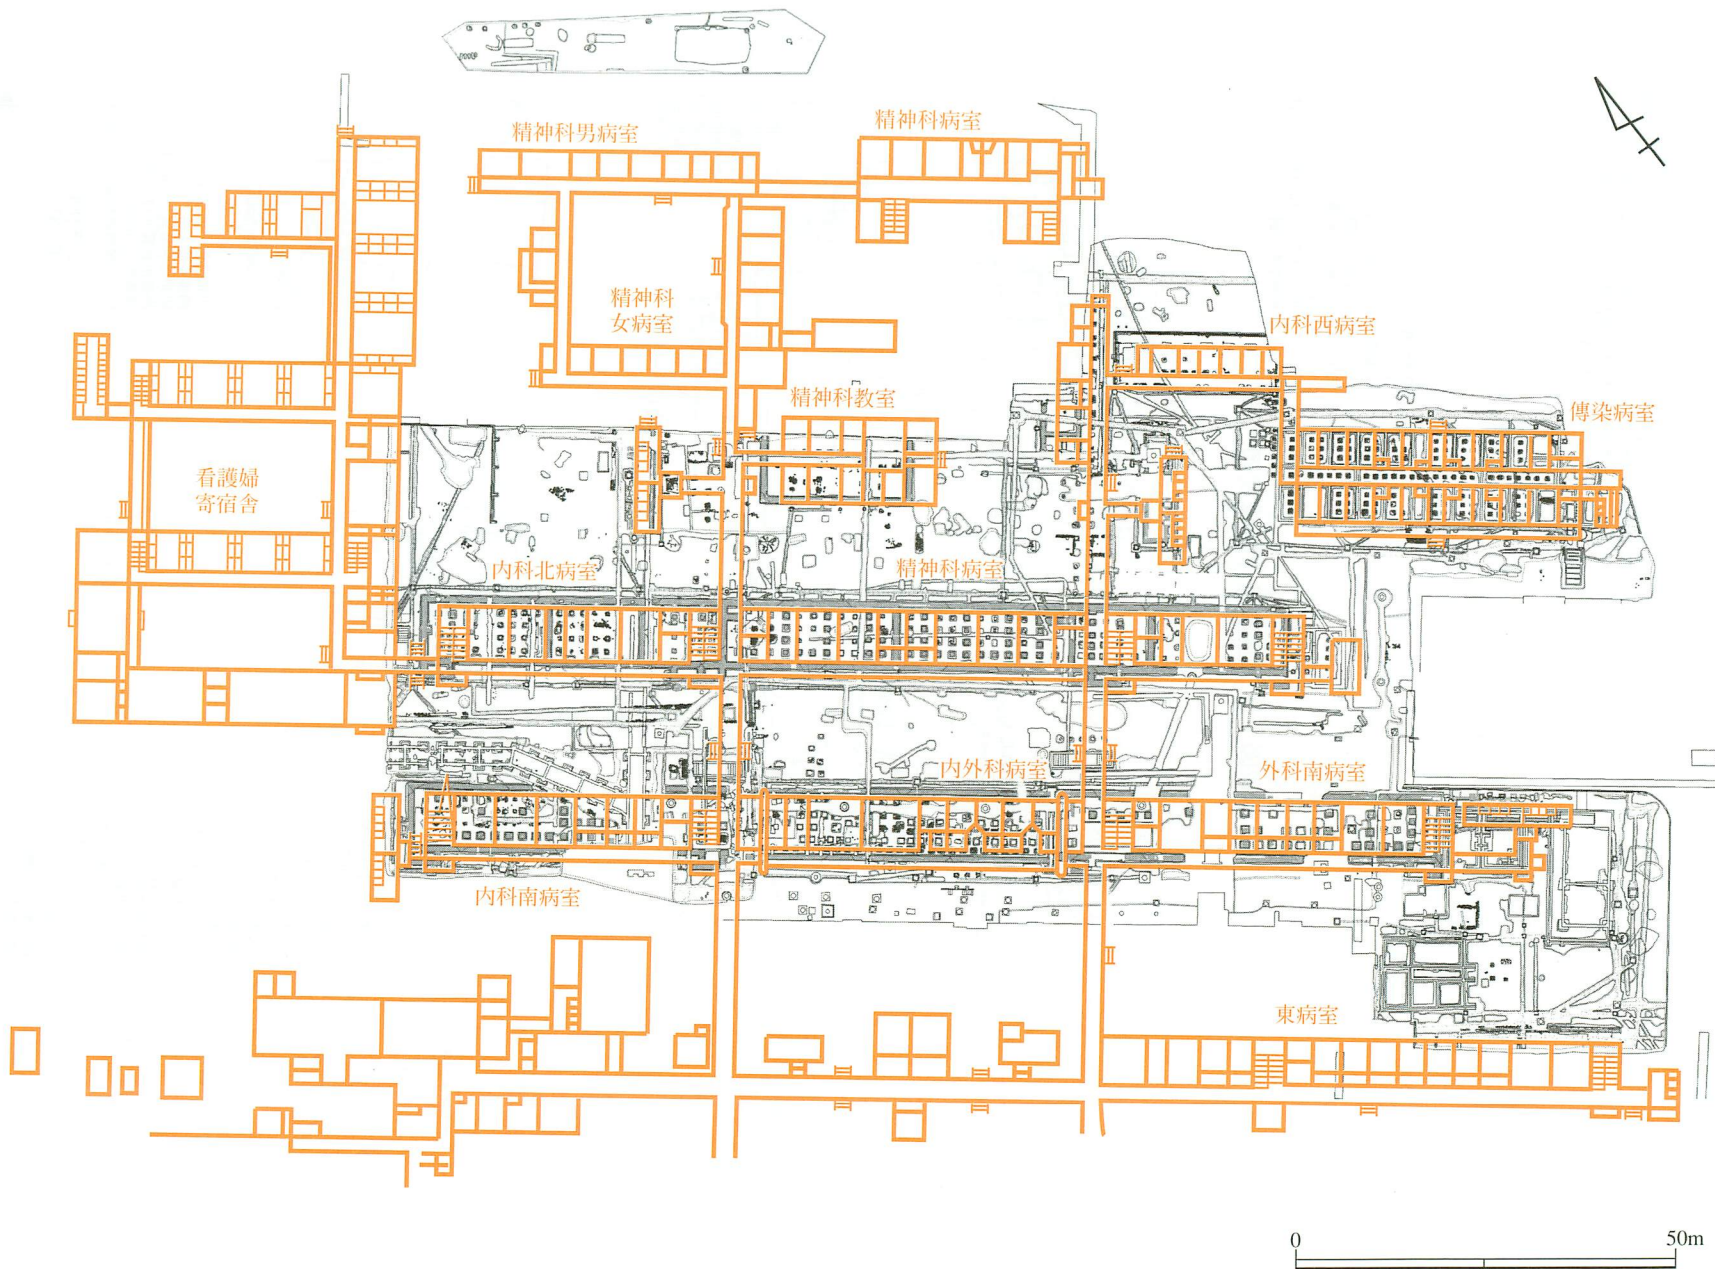 精神科男病室
精神科病室
精神科
女病室
内科西病室
精神科教室
傳染病室
看護婦
寄宿舎
内科北病室
精神科病室
内外科病室
外科南病室
内科南病室
東病室
0
50m